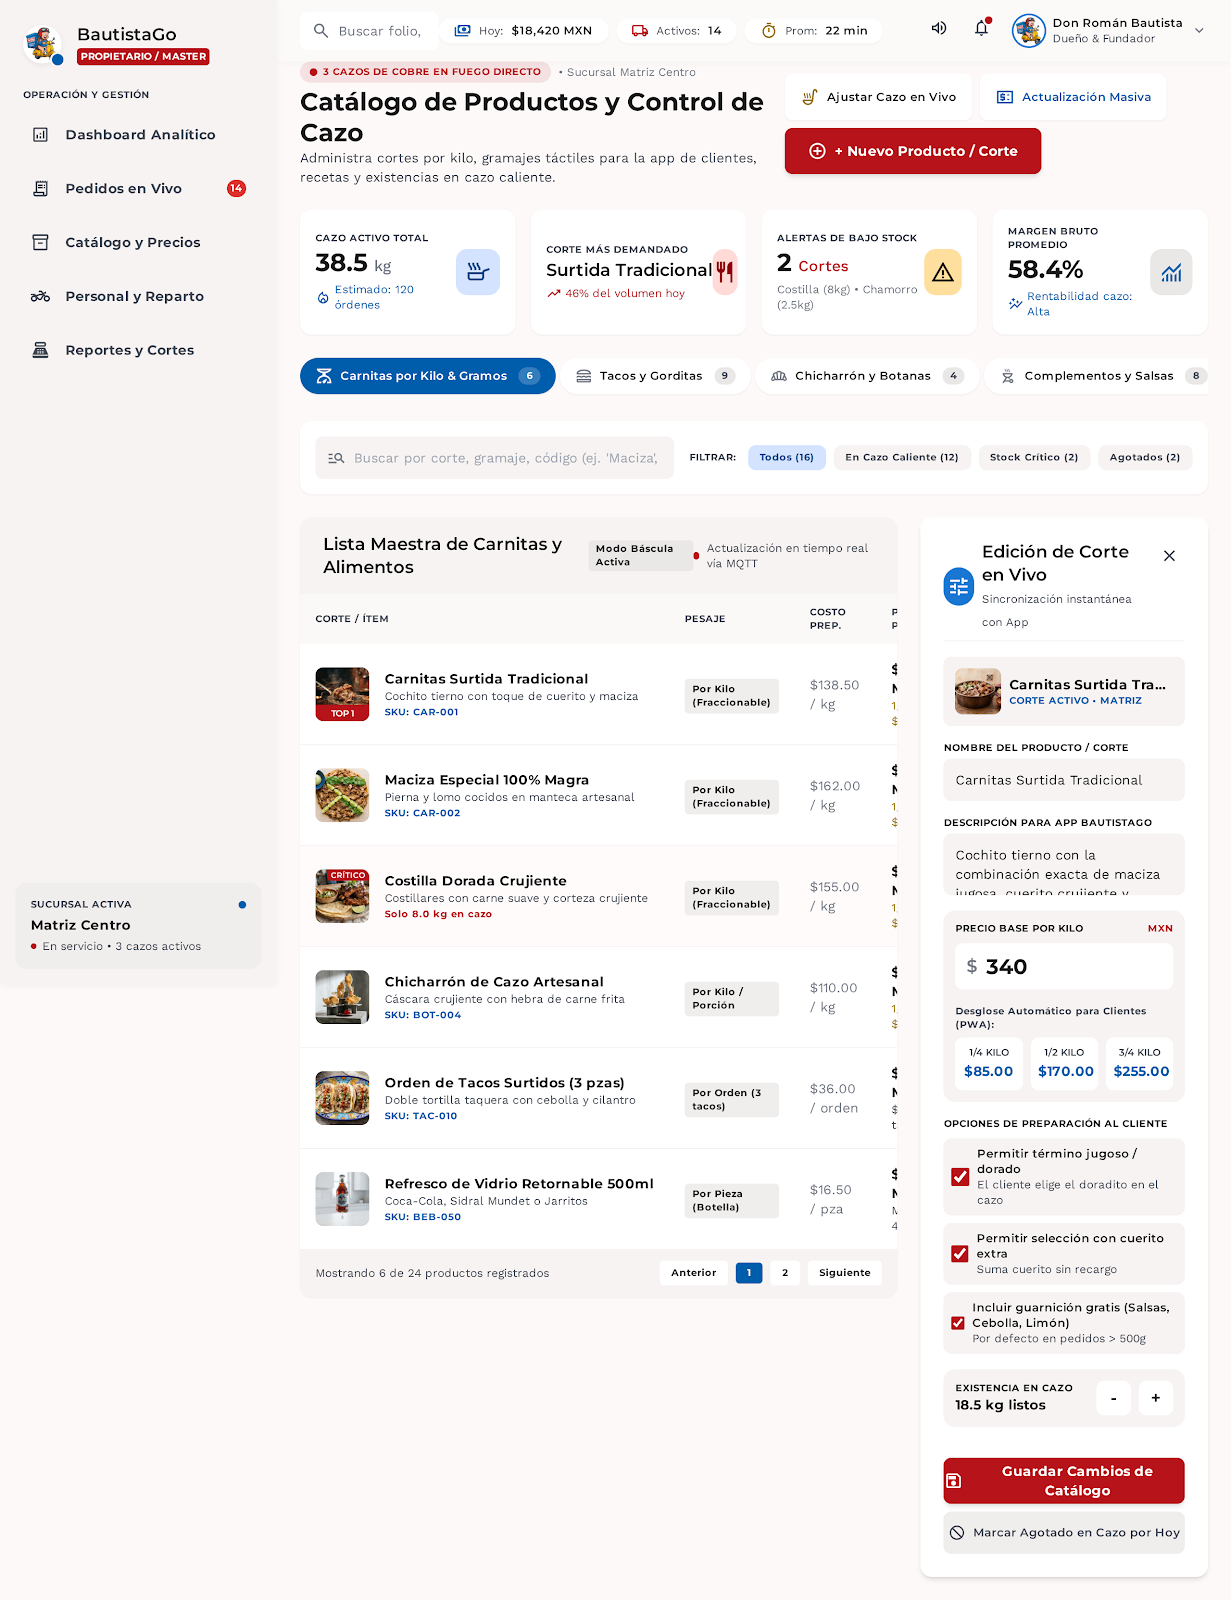 BautistaGo
PROPIETARIO / MASTER
OPERACIÓN Y GESTIÓN
Dashboard Analítico
Pedidos en Vivo
14
Catálogo y Precios
Personal y Reparto
Reportes y Cortes
SUCURSAL ACTIVA
Matriz Centro
En servicio • 3 cazos activos
Buscar folio,
Hoy: $18,420 MXN
Activos: 14
Prom: 22 min
Don Román Bautista
Dueño & Fundador
3 CAZOS DE COBRE EN FUEGO DIRECTO
• Sucursal Matriz Centro
Catálogo de Productos y Control de
Cazo
Administra cortes por kilo, gramajes táctiles para la app de clientes,
recetas y existencias en cazo caliente.
Ajustar Cazo en Vivo
Actualización Masiva
+ Nuevo Producto / Corte
CAZO ACTIVO TOTAL
38.5 kg
Estimado: 120
órdenes
CORTE MÁS DEMANDADO
Surtida Tradicional
46% del volumen hoy
ALERTAS DE BAJO STOCK
2 Cortes
Costilla (8kg) • Chamorro
(2.5kg)
MARGEN BRUTO
PROMEDIO
58.4%
Rentabilidad cazo:
Alta
Carnitas por Kilo & Gramos 6
Tacos y Gorditas 9
Chicharrón y Botanas 4
Complementos y Salsas 8
Buscar por corte, gramaje, código (ej. 'Maciza',
FILTRAR:
Todos (16)
En Cazo Caliente (12)
Stock Crítico (2)
Agotados (2)
Lista Maestra de Carnitas y
Alimentos
Modo Báscula
Activa
Actualización en tiempo real
vía MQTT
CORTE / ÍTEM
PESAJE
COSTO
PREP.
TOP 1
Carnitas Surtida Tradicional
Cochito tierno con toque de cuerito y maciza
SKU: CAR-001
Por Kilo
(Fraccionable)
$138.50
/ kg
Maciza Especial 100% Magra
Pierna y lomo cocidos en manteca artesanal
SKU: CAR-002
Por Kilo
(Fraccionable)
$162.00
/ kg
CRÍTICO
Costilla Dorada Crujiente
Costillares con carne suave y corteza crujiente
Solo 8.0 kg en cazo
Por Kilo
(Fraccionable)
$155.00
/ kg
Chicharrón de Cazo Artesanal
Cáscara crujiente con hebra de carne frita
SKU: BOT-004
Por Kilo /
Porción
$110.00
/ kg
Orden de Tacos Surtidos (3 pzas)
Doble tortilla taquera con cebolla y cilantro
SKU: TAC-010
Por Orden (3
tacos)
$36.00
/ orden
Refresco de Vidrio Retornable 500ml
Coca-Cola, Sidral Mundet o Jarritos
SKU: BEB-050
Por Pieza
(Botella)
$16.50
/ pza
Mostrando 6 de 24 productos registrados
Anterior
1
2
Siguiente
Edición de Corte
en Vivo
Sincronización instantánea
con App
Carnitas Surtida Tra...
CORTE ACTIVO • MATRIZ
NOMBRE DEL PRODUCTO / CORTE
Carnitas Surtida Tradicional
DESCRIPCIÓN PARA APP BAUTISTAGO
Cochito tierno con la
combinación exacta de maciza
jugosa, cuerito crujiente y
PRECIO BASE POR KILO
MXN
$ 340
Desglose Automático para Clientes
(PWA):
1/4 KILO
$85.00
1/2 KILO
$170.00
3/4 KILO
$255.00
OPCIONES DE PREPARACIÓN AL CLIENTE
Permitir término jugoso /
dorado
El cliente elige el doradito en el
cazo
Permitir selección con cuerito
extra
Suma cuerito sin recargo
Incluir guarnición gratis (Salsas,
Cebolla, Limón)
Por defecto en pedidos > 500g
EXISTENCIA EN CAZO
18.5 kg listos
-
+
Guardar Cambios de
Catálogo
Marcar Agotado en Cazo por Hoy